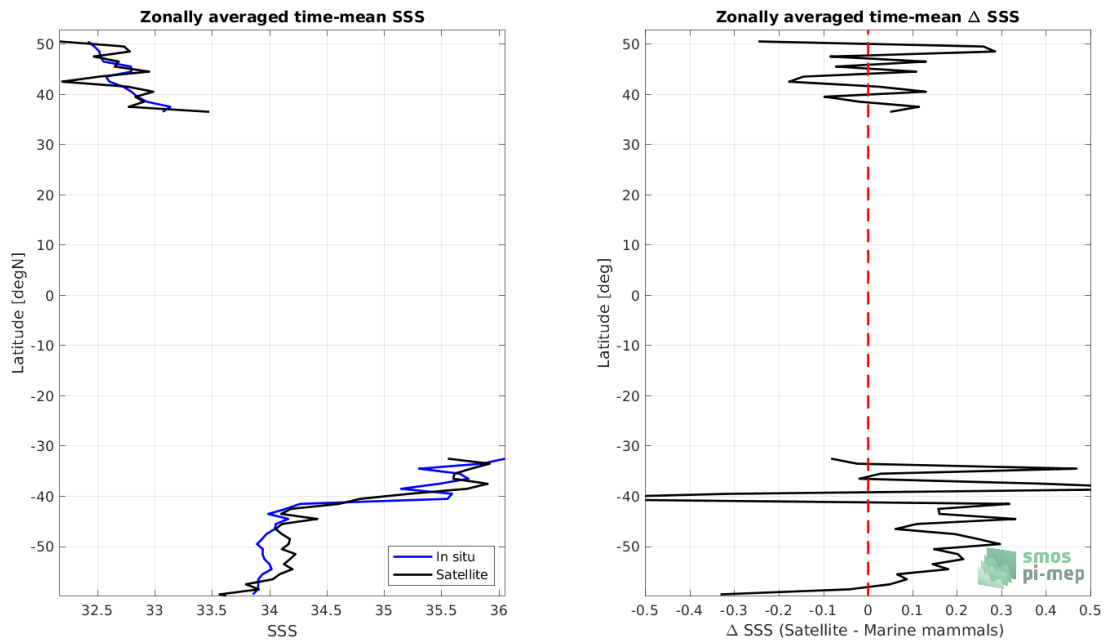 Zonally averaged time-mean SSS
50
40
30
20
10
0
-10
-20
-30
-40
-50
Latitude [degN]
32.5 33 33.5 34 34.5 35 35.5 36
SSS
In situ
Satellite
Zonally averaged time-mean Δ SSS
50
40
30
20
10
0
-10
-20
-30
-40
-50
Latitude [deg]
-0.5 -0.4 -0.3 -0.2 -0.1 0 0.1 0.2 0.3 0.4 0.5
Δ SSS (Satellite - Marine mammals)
smos
pi-mep